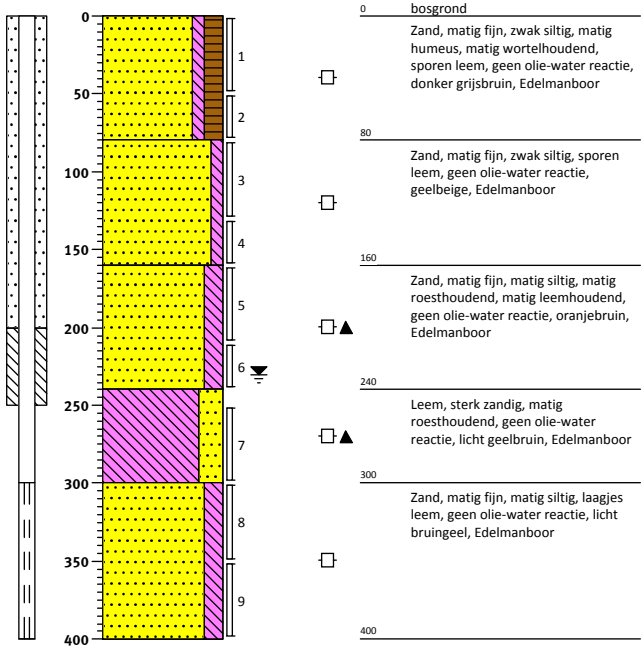 0
50
100
150
200
250
300
350
400
1
2
3
4
5
6
7
8
9
0
bosgrond
Zand, matig fijn, zwak siltig, matig
humeus, matig wortelhoudend,
sporen leem, geen olie-water reactie,
donker grijsbruin, Edelmanboor
80
Zand, matig fijn, zwak siltig, sporen
leem, geen olie-water reactie,
geelbeige, Edelmanboor
160
Zand, matig fijn, matig siltig, matig
roesthoudend, matig leemhoudend,
geen olie-water reactie, oranjebruin,
Edelmanboor
240
Leem, sterk zandig, matig
roesthoudend, geen olie-water
reactie, licht geelbruin, Edelmanboor
300
Zand, matig fijn, matig siltig, laagjes
leem, geen olie-water reactie, licht
bruingeel, Edelmanboor
400